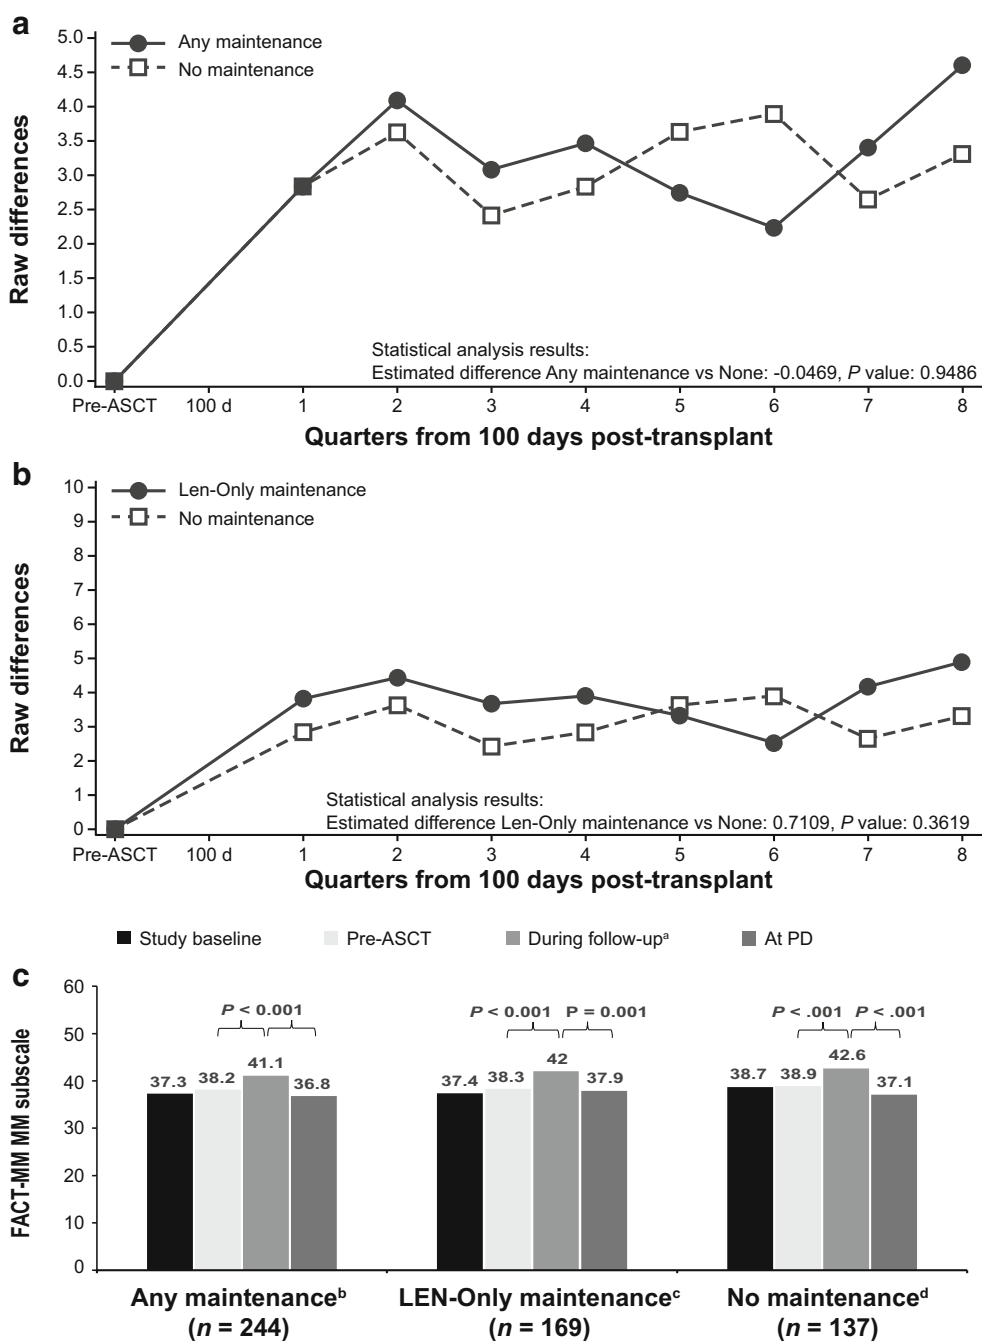 a
5.0
4.5
4.0
3.5
3.0
2.5
2.0
1.5
1.0
0.5
0.0
Raw differences
Any maintenance
No maintenance
Statistical analysis results:
Estimated difference Any maintenance vs None: -0.0469, P value: 0.9486
Pre-ASCT 100 d 1 2 3 4 5 6 7 8
Quarters from 100 days post-transplant
b
10
9
8
7
6
5
4
3
2
1
0
Raw differences
Len-Only maintenance
No maintenance
Statistical analysis results:
Estimated difference Len-Only maintenance vs None: 0.7109, P value: 0.3619
Pre-ASCT 100 d 1 2 3 4 5 6 7 8
Quarters from 100 days post-transplant
Study baseline Pre-ASCT During follow-upᵃ At PD
c
60
50
40
30
20
10
0
FACT-MM MM subscale
P < 0.001
37.3 38.2 41.1 36.8
P < 0.001 P = 0.001
37.4 38.3 42 37.9
P < .001 P < .001
38.7 38.9 42.6 37.1
Any maintenanceᵇ LEN-Only maintenanceᶜ No maintenanceᵈ
(n = 244) (n = 169) (n = 137)